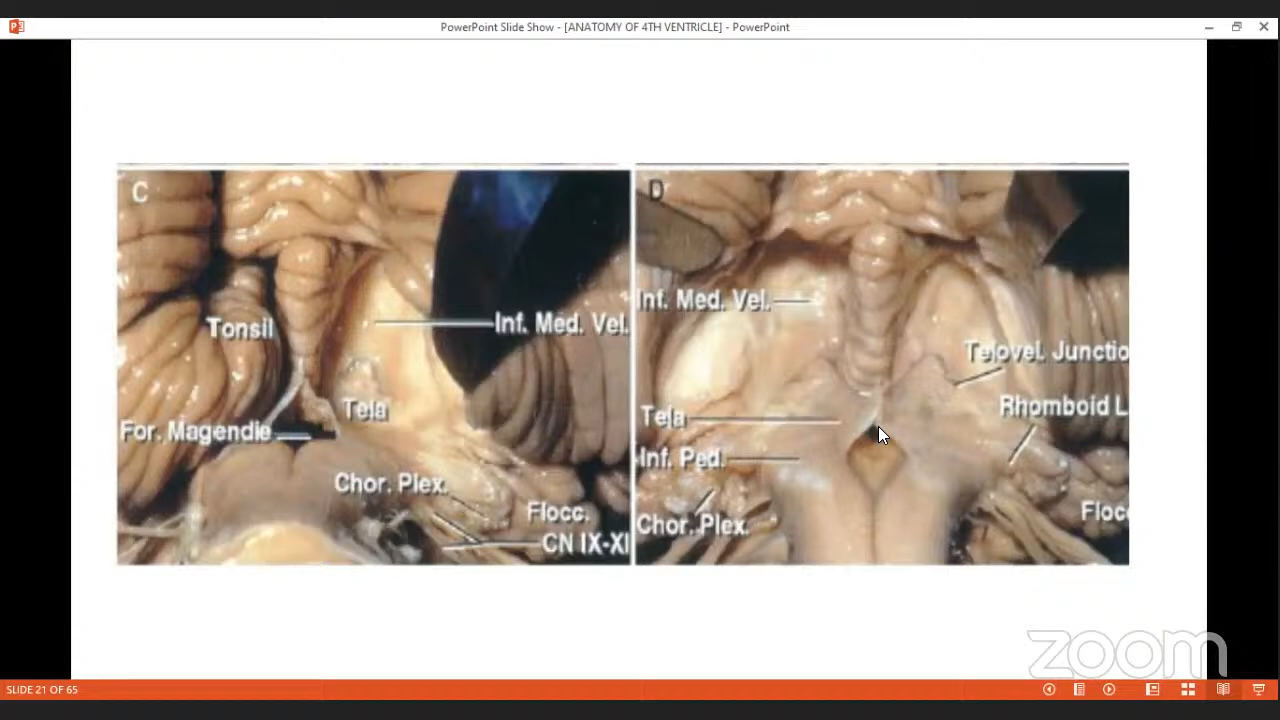 PowerPoint Slide Show - [ANATOMY OF 4TH VENTRICLE] - PowerPoint
C
Tonsil
Inf. Med. Vel.
Tela
For. Magendie
Chor. Plex.
Flocc.
CN IX-XI
D
Inf. Med. Vel.
Telovel. Junctio
Rhomboid L
Tela
Inf. Ped.
Chor. Plex.
Flocc
zoom
SLIDE 21 OF 65